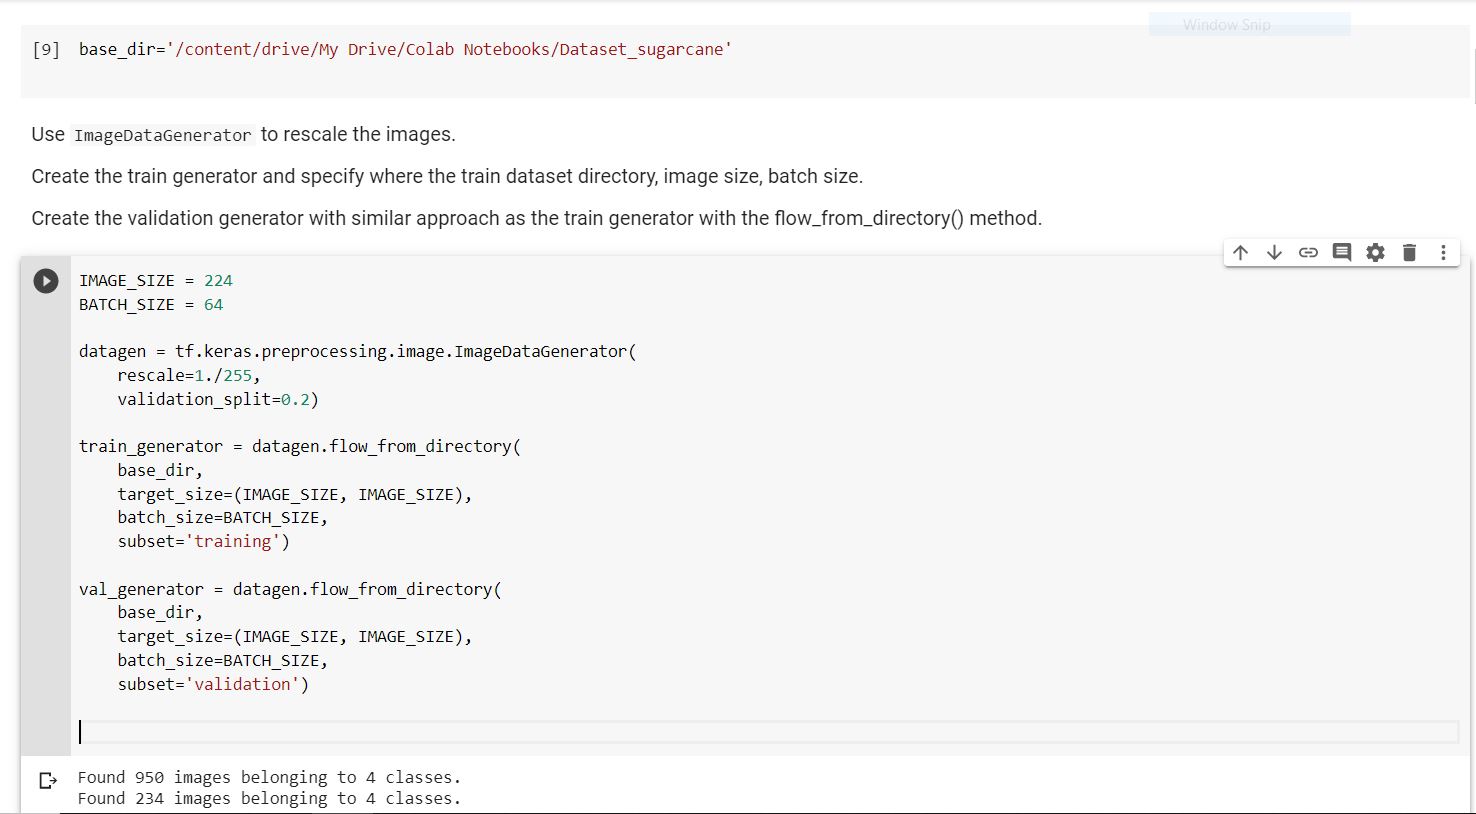 Window Snip
[9] base_dir='/content/drive/My Drive/Colab Notebooks/Dataset_sugarcane'
Use ImageDataGenerator to rescale the images.
Create the train generator and specify where the train dataset directory, image size, batch size.
Create the validation generator with similar approach as the train generator with the flow_from_directory() method.
IMAGE_SIZE = 224
BATCH_SIZE = 64
datagen = tf.keras.preprocessing.image.ImageDataGenerator(
    rescale=1./255,
    validation_split=0.2)
train_generator = datagen.flow_from_directory(
    base_dir,
    target_size=(IMAGE_SIZE, IMAGE_SIZE),
    batch_size=BATCH_SIZE,
    subset='training')
val_generator = datagen.flow_from_directory(
    base_dir,
    target_size=(IMAGE_SIZE, IMAGE_SIZE),
    batch_size=BATCH_SIZE,
    subset='validation')
Found 950 images belonging to 4 classes.
Found 234 images belonging to 4 classes.